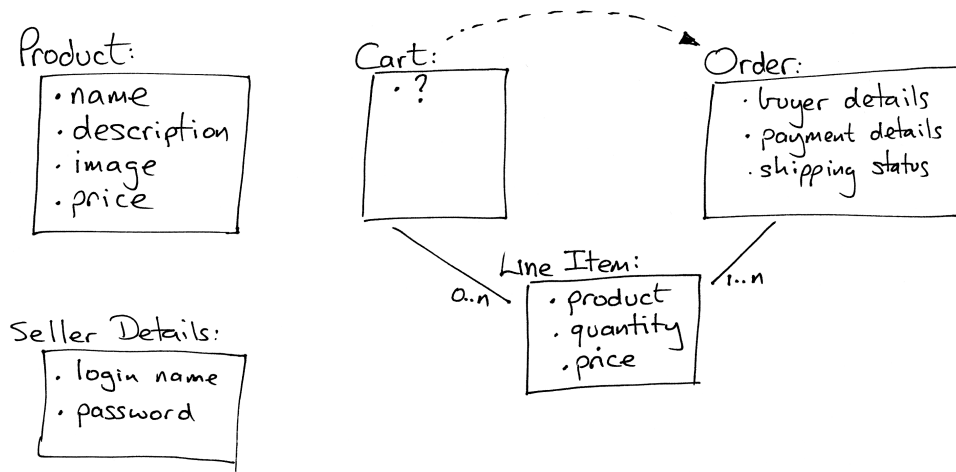 Product:
• name
• description
• image
• price
Cart:
• ?
Order:
• buyer details
• payment details
• shipping status
Line Item:
• product
• quantity
• price
0..n
1..n
Seller Details:
• login name
• password